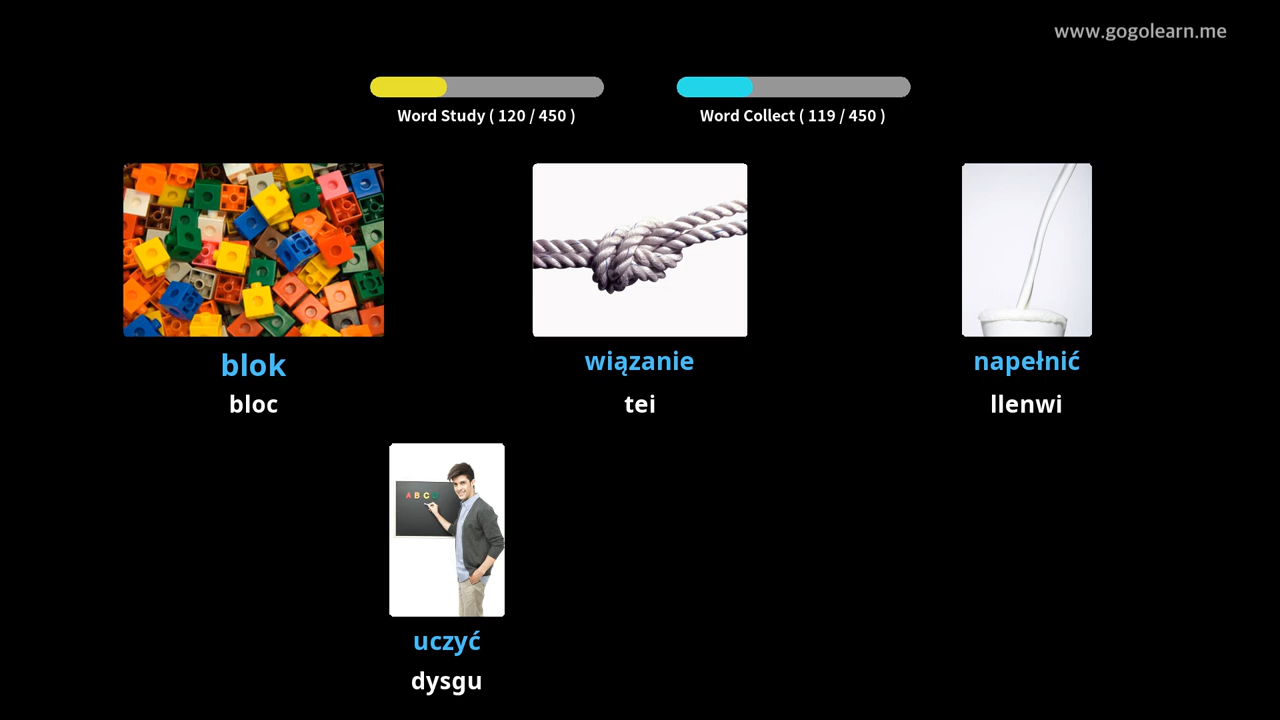 www.gogolearn.me
Word Study ( 120 / 450 )
Word Collect ( 119 / 450 )
blok
bloc
wiązanie
tei
napełnić
llenwi
A B C
uczyć
dysgu